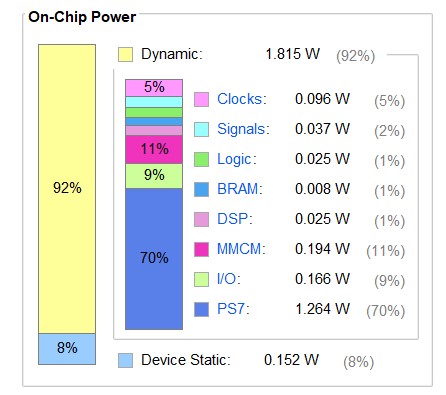 On-Chip Power
Dynamic: 1.815 W (92%)
92%
8%
5%
11%
9%
70%
Clocks: 0.096 W (5%)
Signals: 0.037 W (2%)
Logic: 0.025 W (1%)
BRAM: 0.008 W (1%)
DSP: 0.025 W (1%)
MMCM: 0.194 W (11%)
I/O: 0.166 W (9%)
PS7: 1.264 W (70%)
Device Static: 0.152 W (8%)